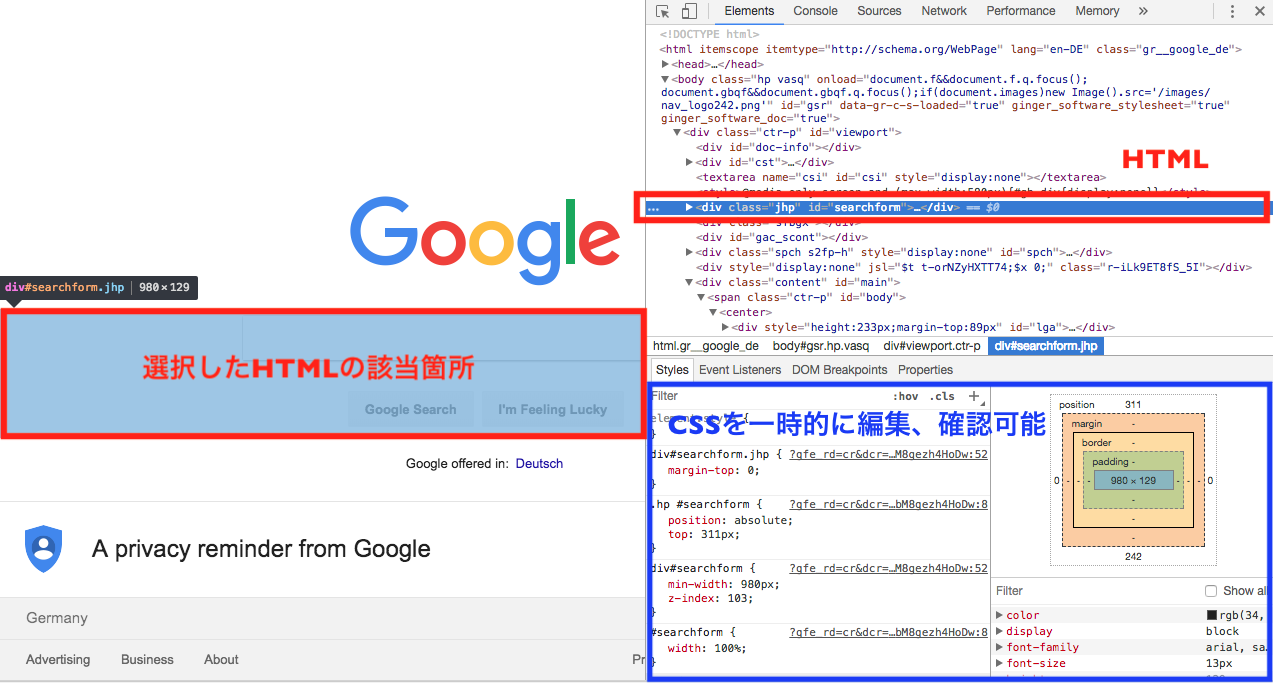 Google
div#searchform.jhp 980 × 129
選択したHTMLの該当箇所
Google Search I'm Feeling Lucky
Google offered in: Deutsch
A privacy reminder from Google
Germany
Advertising Business About Pr
Elements Console Sources Network Performance Memory »
<!DOCTYPE html>
<html itemscope itemtype="http://schema.org/WebPage" lang="en-DE" class="gr__google_de">
▶<head>…</head>
▼<body class="hp vasq" onload="document.f&&document.f.q.focus();
document.gbqf&&document.gbqf.q.focus();if(document.images)new Image().src='/images/
nav_logo242.png'" id="gsr" data-gr-c-s-loaded="true" ginger_software_stylesheet="true"
ginger_software_doc="true">
▼<div class="ctr-p" id="viewport">
<div id="doc-info"></div>
▶<div id="cst">…</div>
HTML
<textarea name="csi" id="csi" style="display:none"></textarea>
… ▶<div class="jhp" id="searchform">…</div> == $0
<div id="gac_scont"></div>
▶<div class="spch s2fp-h" style="display:none" id="spch">…</div>
<div style="display:none" jsl="$t t-orNZyHXTT74;$x 0;" class="r-iLk9ET8fS_5I"></div>
▼<div class="content" id="main">
▼<span class="ctr-p" id="body">
▼<center>
▶<div style="height:233px;margin-top:89px" id="lga">…</div>
html.gr__google_de body#gsr.hp.vasq div#viewport.ctr-p div#searchform.jhp
Styles Event Listeners DOM Breakpoints Properties
Filter :hov .cls +
cssを一時的に編集、確認可能
}
div#searchform.jhp { ?gfe_rd=cr&dcr=…M8gezh4HoDw:52
margin-top: 0;
}
.hp #searchform { ?gfe_rd=cr&dcr=…bM8gezh4HoDw:8
position: absolute;
top: 311px;
}
div#searchform { ?gfe_rd=cr&dcr=…M8gezh4HoDw:52
min-width: 980px;
z-index: 103;
}
#searchform { ?gfe_rd=cr&dcr=…bM8gezh4HoDw:8
width: 100%;
}
position 311
margin -
border -
padding -
0 - - - 980 × 129 - - - 0
-
-
-
242
Filter Show all
▶ color rgb(34,
▶ display block
▶ font-family arial, sa…
▶ font-size 13px